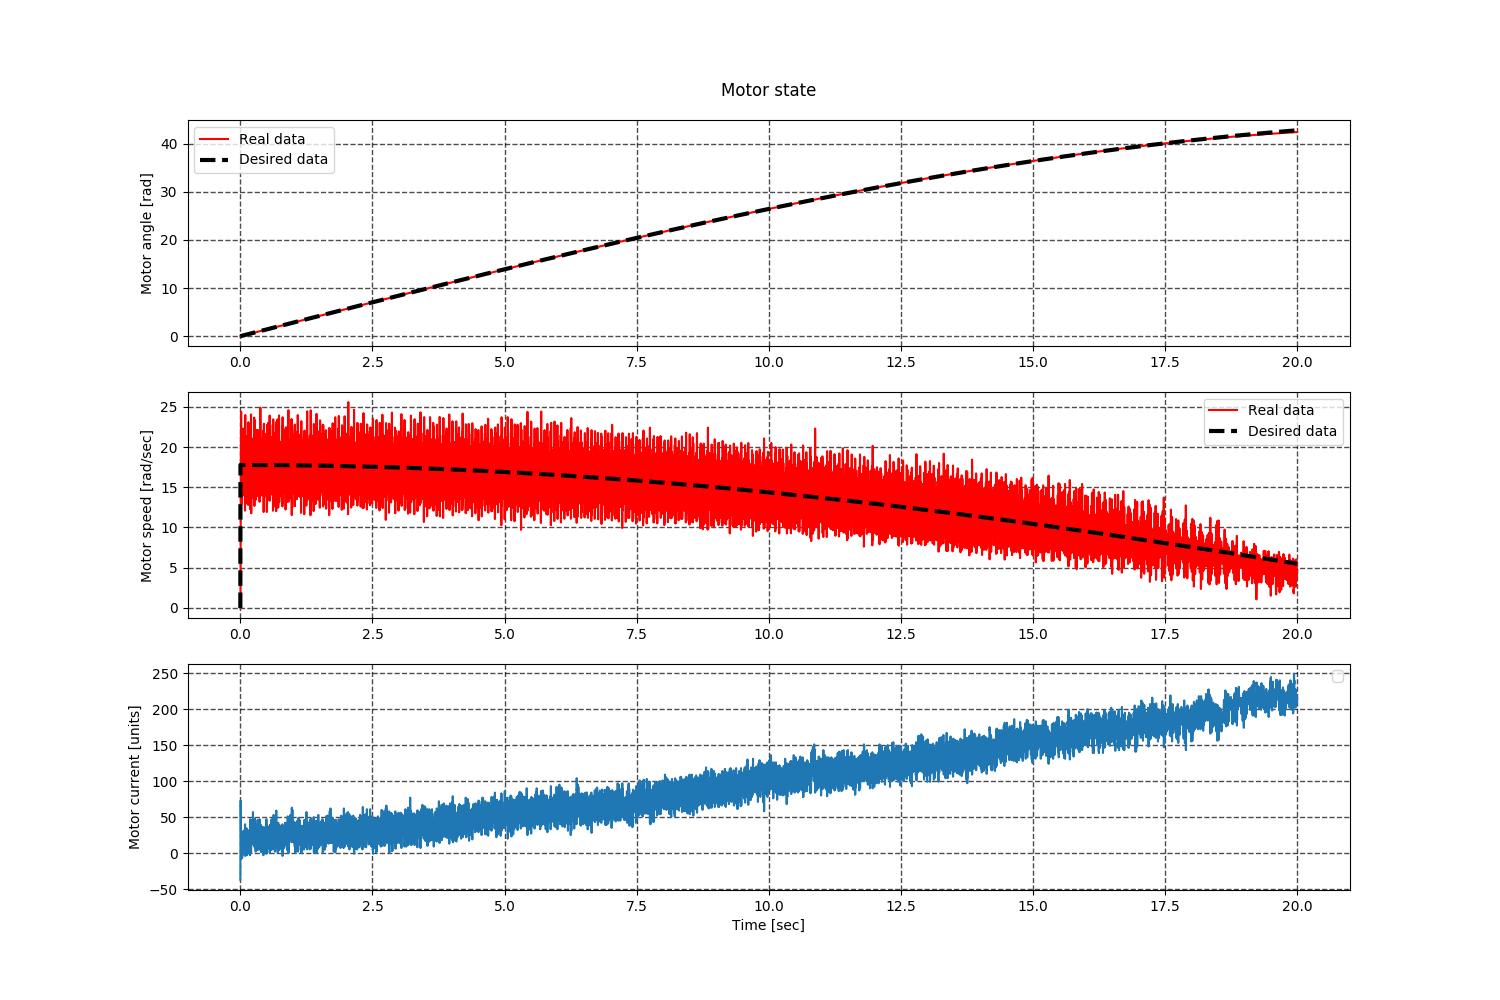 Motor state
Motor angle [rad]
40
30
20
10
0
Real data
Desired data
0.0 2.5 5.0 7.5 10.0 12.5 15.0 17.5 20.0
Motor speed [rad/sec]
25
20
15
10
5
0
Real data
Desired data
0.0 2.5 5.0 7.5 10.0 12.5 15.0 17.5 20.0
Motor current [units]
250
200
150
100
50
0
−50
0.0 2.5 5.0 7.5 10.0 12.5 15.0 17.5 20.0
Time [sec]